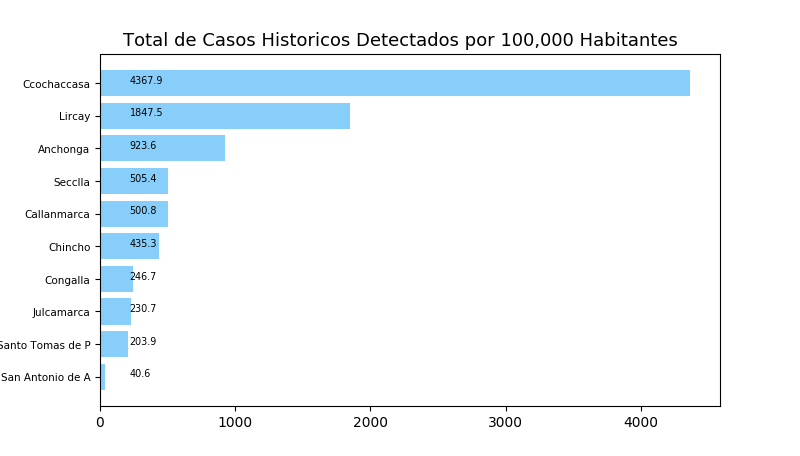 Total de Casos Historicos Detectados por 100,000 Habitantes
Ccochaccasa 4367.9
Lircay 1847.5
Anchonga 923.6
Secclla 505.4
Callanmarca 500.8
Chincho 435.3
Congalla 246.7
Julcamarca 230.7
Santo Tomas de P 203.9
San Antonio de A 40.6
0 1000 2000 3000 4000